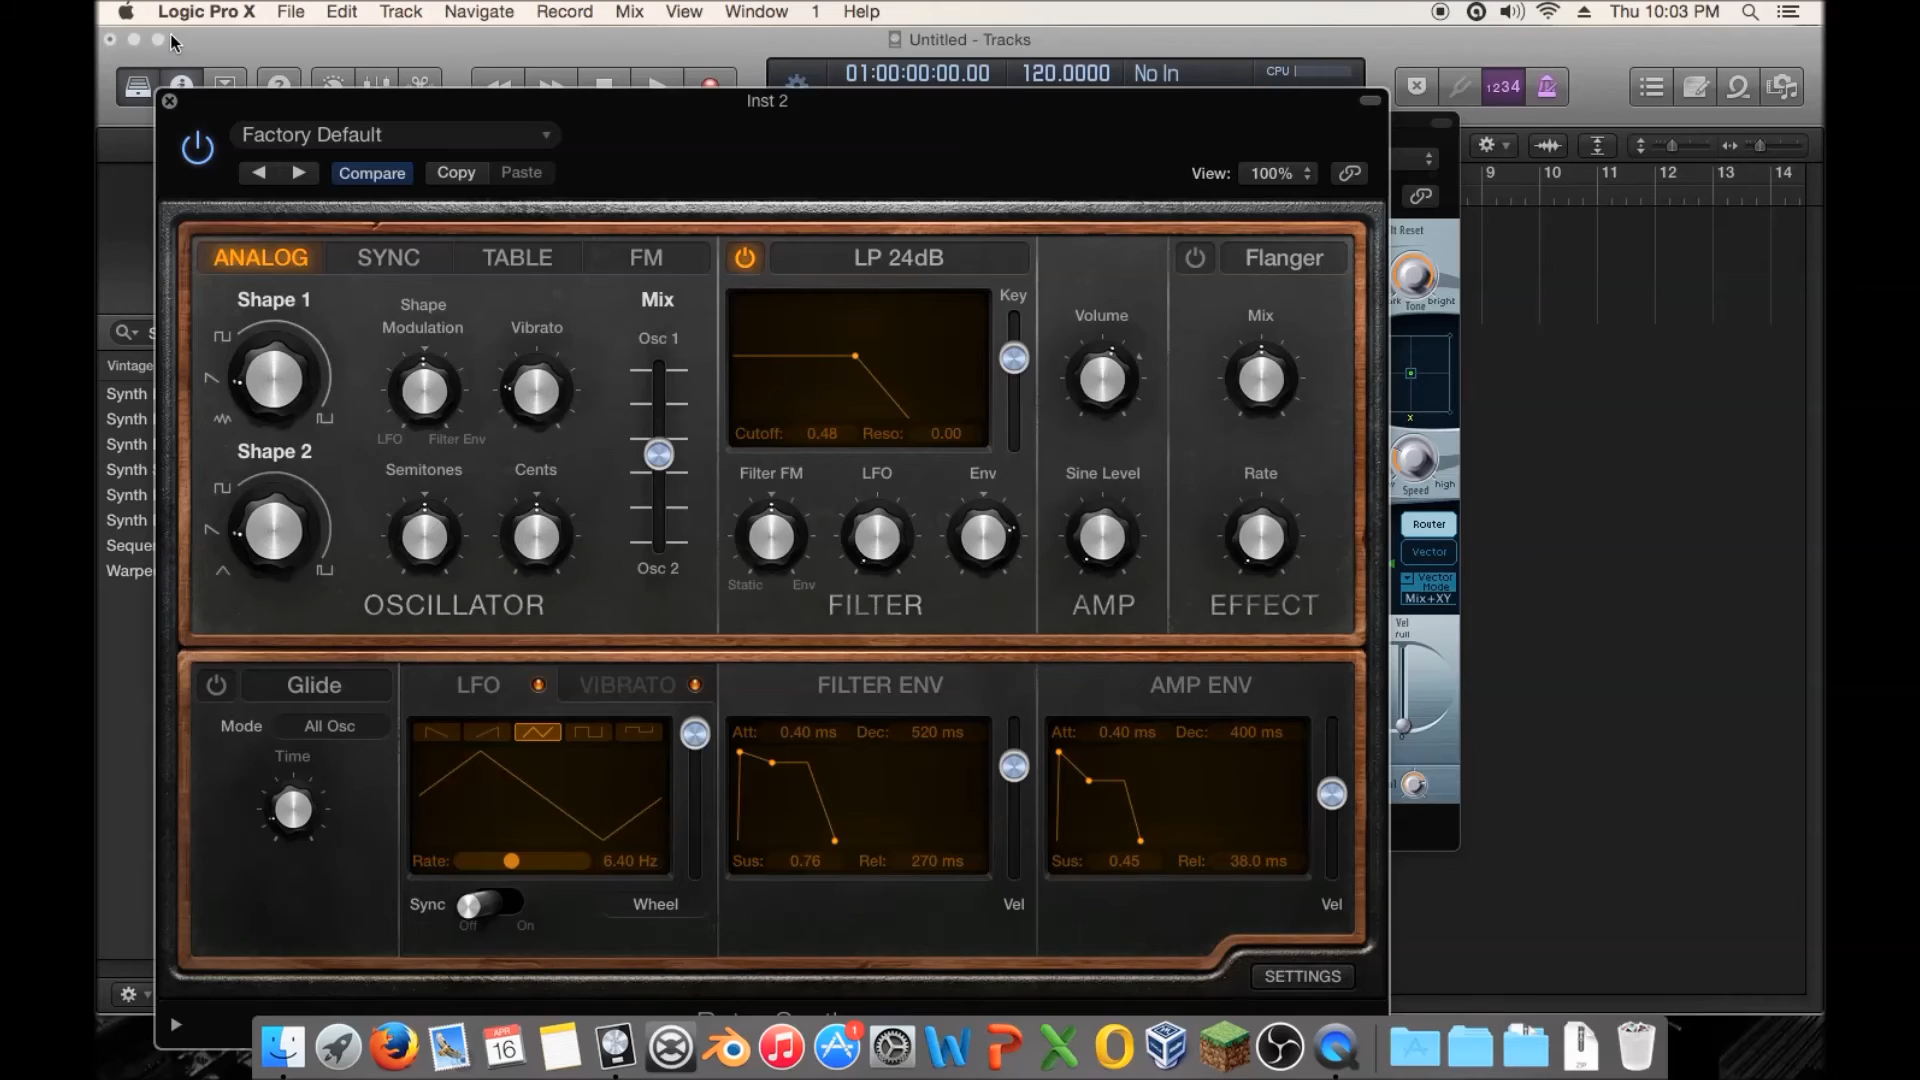 Logic Pro X File Edit Track Navigate Record Mix View Window 1 Help Thu 10:03 PM
Untitled - Tracks
01:00:00:00.00 120.0000 No In CPU
1234
Inst 2
Factory Default
Compare Copy Paste View: 100%
9 10 11 12 13 14
ANALOG SYNC TABLE FM LP 24dB Flanger
Shape 1 Shape Modulation Vibrato Mix Osc 1
LFO Filter Env
Shape 2 Semitones Cents Osc 2
OSCILLATOR
Key
Cutoff: 0.48 Reso: 0.00
Filter FM LFO Env
Static Env
FILTER
Volume
Sine Level
AMP
Mix
Rate
EFFECT
Glide
Mode All Osc
Time
LFO VIBRATO
Rate: 6.40 Hz
Sync Off On Wheel
FILTER ENV
Att: 0.40 ms Dec: 520 ms
Sus: 0.76 Rel: 270 ms
Vel
AMP ENV
Att: 0.40 ms Dec: 400 ms
Sus: 0.45 Rel: 38.0 ms
Vel
SETTINGS
Vintage
Synth
Synth
Synth
Synth
Synth
Synth
Sequen
Warpe
Reset
Tone bright
x
Speed high
Router
Vector
Vector Mode
Mix+XY
Vel
full
0
APR
16
1
ZIP